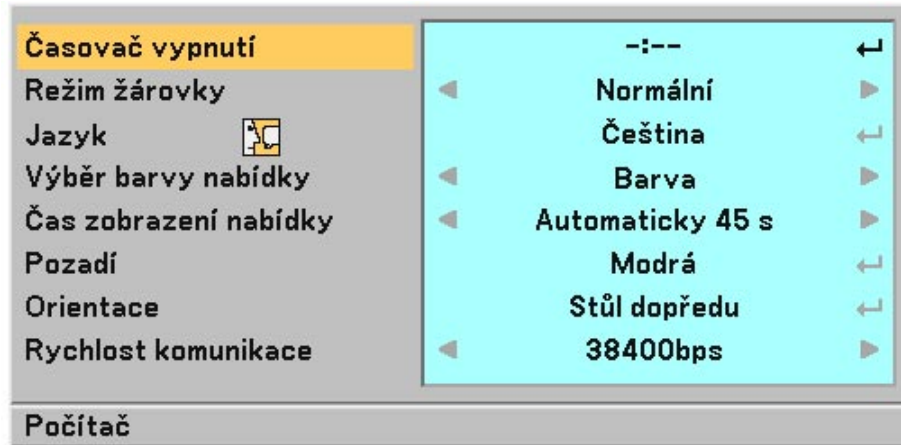 Časovač vypnutí -:-- ↵
Režim žárovky ◀ Normální ▶
Jazyk Čeština ↵
Výběr barvy nabídky ◀ Barva ▶
Čas zobrazení nabídky ◀ Automaticky 45 s ▶
Pozadí Modrá ↵
Orientace Stůl dopředu ↵
Rychlost komunikace ◀ 38400bps ▶
Počítač